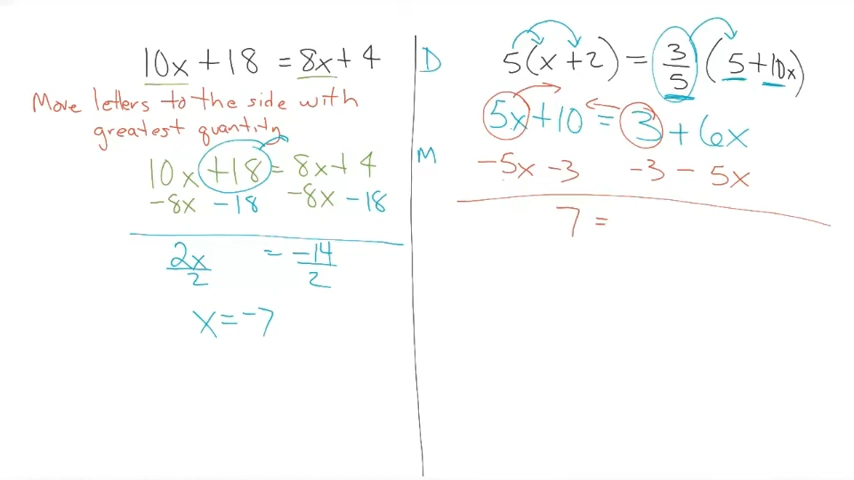 10x + 18 = 8x + 4
Move letters to the side with
greatest quantity
10x + 18 = 8x + 4
-8x -18 -8x -18
2x/2 = -14/2
x = -7
D
5(x + 2) = 3/5 (5 + 10x)
5x + 10 = 3 + 6x
M
-5x -3 -3 - 5x
7 =